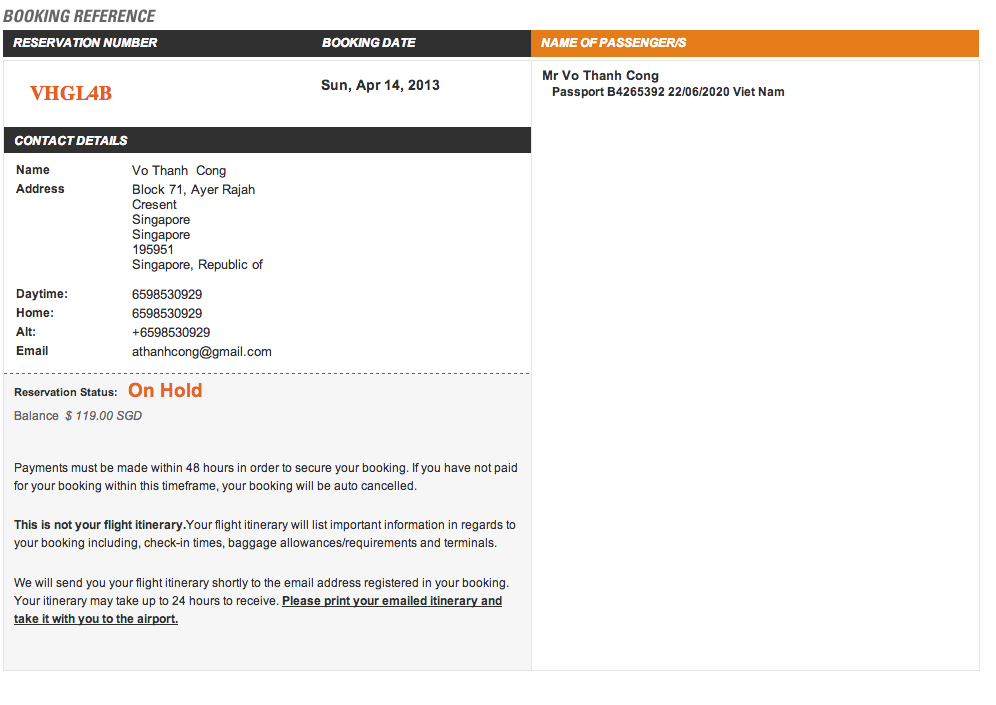 BOOKING REFERENCE
RESERVATION NUMBER BOOKING DATE NAME OF PASSENGER/S
VHGL4B Sun, Apr 14, 2013
Mr Vo Thanh Cong
Passport B4265392 22/06/2020 Viet Nam
CONTACT DETAILS
Name Vo Thanh Cong
Address Block 71, Ayer Rajah
Cresent
Singapore
Singapore
195951
Singapore, Republic of
Daytime: 6598530929
Home: 6598530929
Alt: +6598530929
Email athanhcong@gmail.com
Reservation Status: On Hold
Balance $ 119.00 SGD
Payments must be made within 48 hours in order to secure your booking. If you have not paid
for your booking within this timeframe, your booking will be auto cancelled.
This is not your flight itinerary.Your flight itinerary will list important information in regards to
your booking including, check-in times, baggage allowances/requirements and terminals.
We will send you your flight itinerary shortly to the email address registered in your booking.
Your itinerary may take up to 24 hours to receive. Please print your emailed itinerary and
take it with you to the airport.